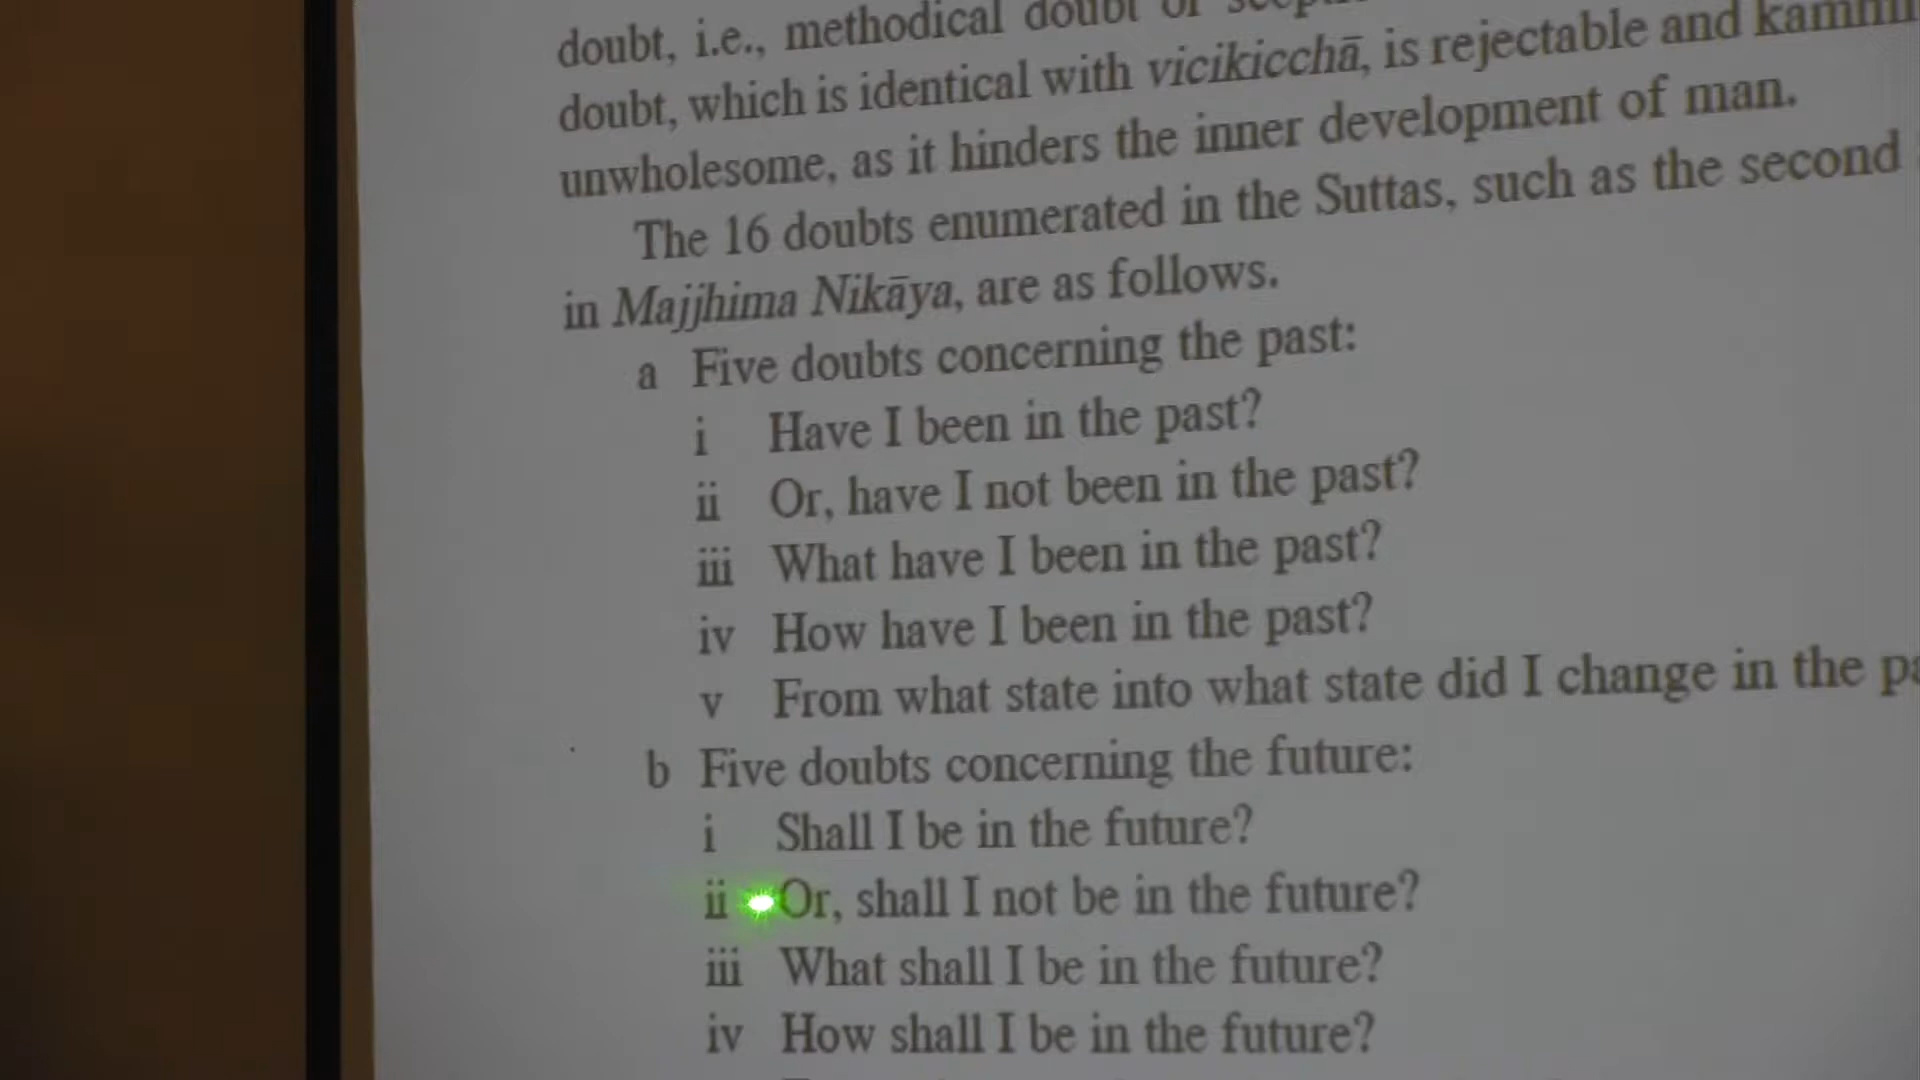 doubt, i.e., methodical doubt or
doubt, which is identical with vicikicchā, is rejectable and
unwholesome, as it hinders the inner development of man.
The 16 doubts enumerated in the Suttas, such as the second
in Majjhima Nikāya, are as follows.
a Five doubts concerning the past:
i Have I been in the past?
ii Or, have I not been in the past?
iii What have I been in the past?
iv How have I been in the past?
v From what state into what state did I change in the
b Five doubts concerning the future:
i Shall I be in the future?
ii Or, shall I not be in the future?
iii What shall I be in the future?
iv How shall I be in the future?